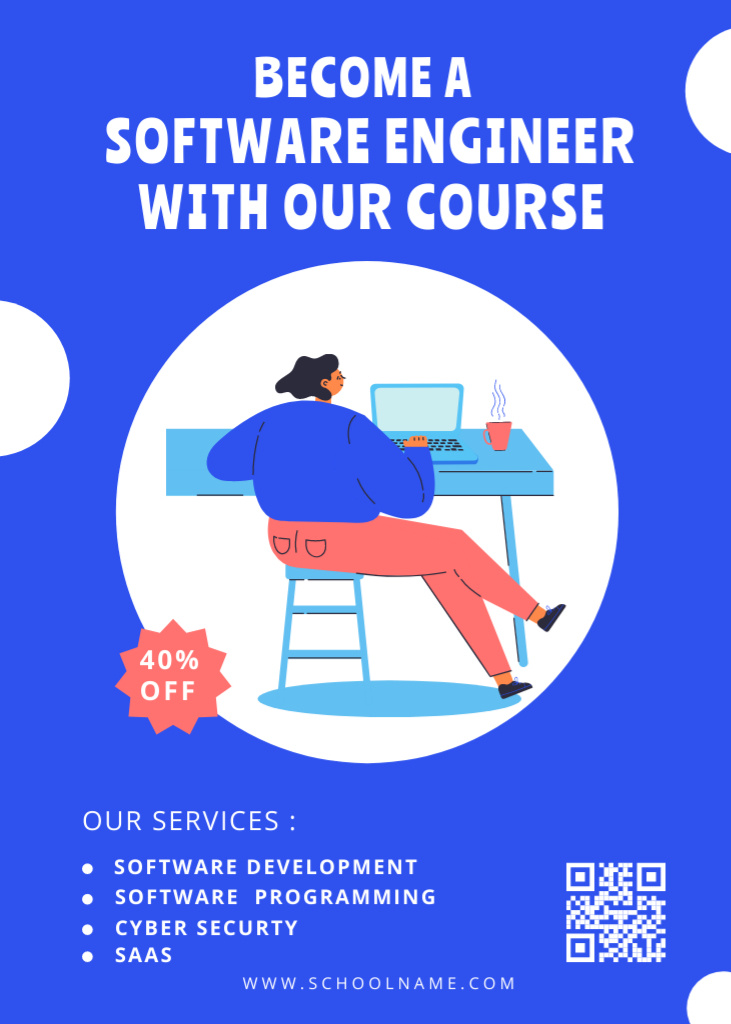 BECOME A
SOFTWARE ENGINEER
WITH OUR COURSE
40%
OFF
OUR SERVICES :
SOFTWARE DEVELOPMENT
SOFTWARE PROGRAMMING
CYBER SECURTY
SAAS
WWW.SCHOOLNAME.COM